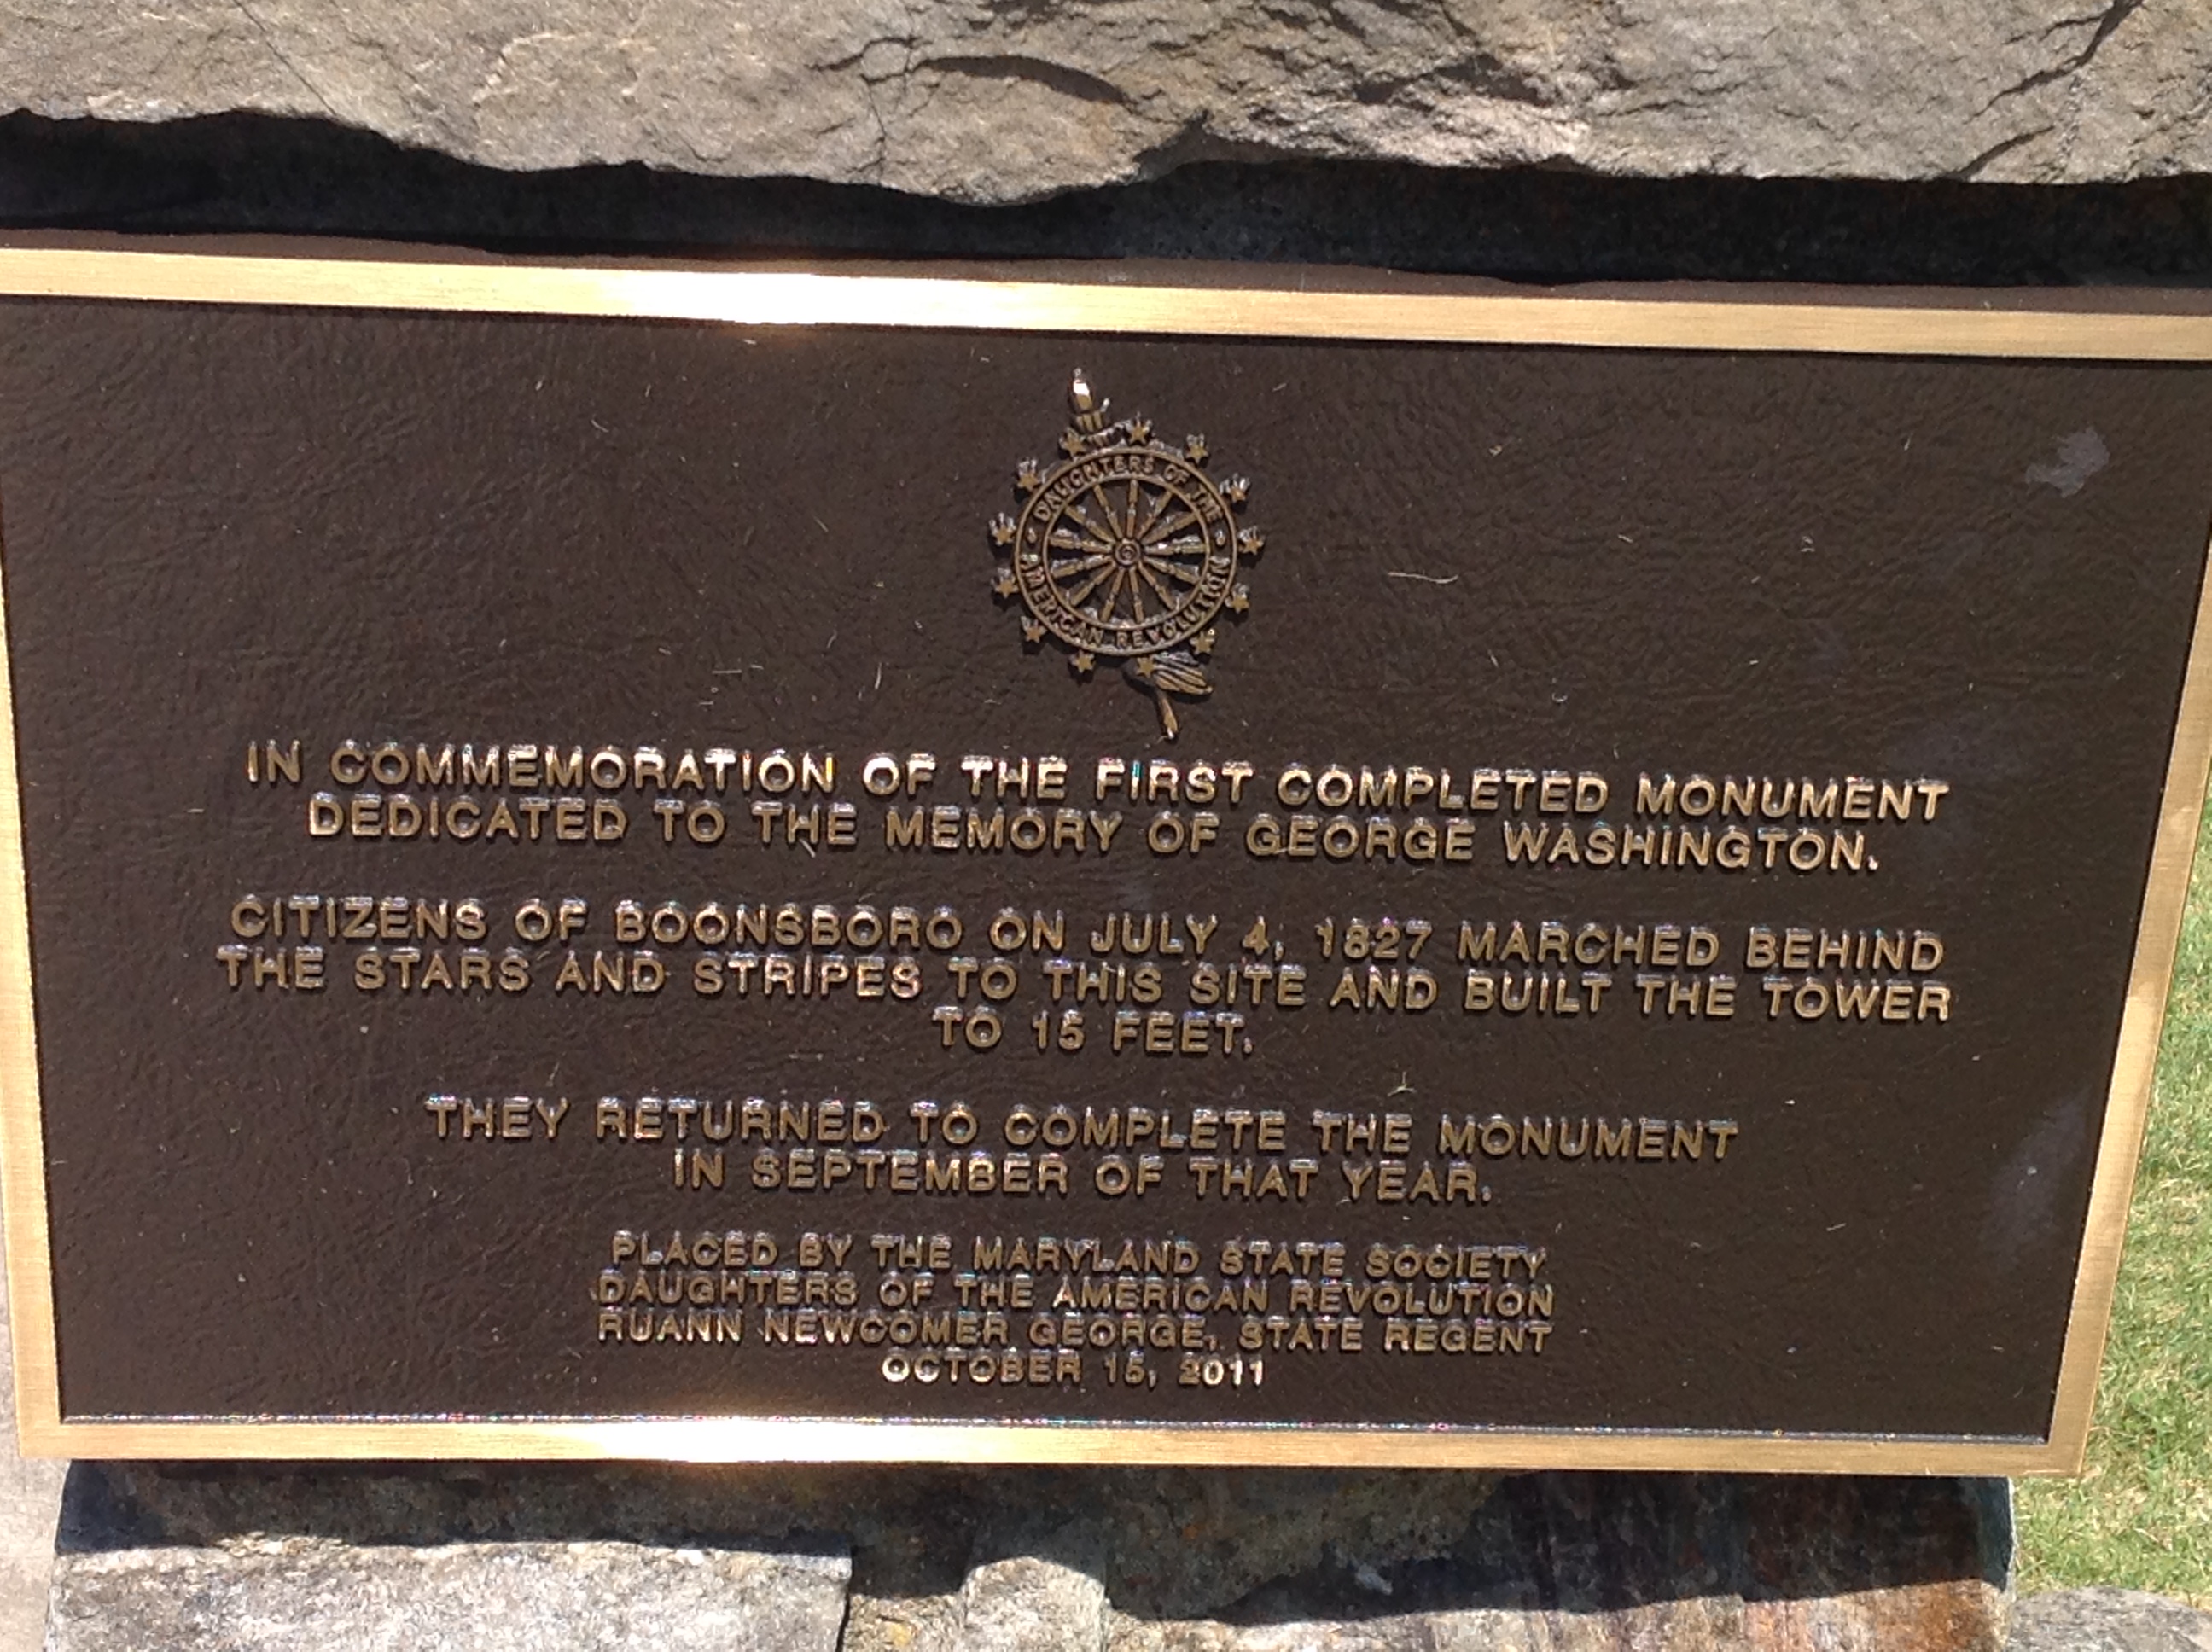 DAUGHTERS OF THE
AMERICAN REVOLUTION
IN COMMEMORATION OF THE FIRST COMPLETED MONUMENT
DEDICATED TO THE MEMORY OF GEORGE WASHINGTON.
CITIZENS OF BOONSBORO ON JULY 4, 1827 MARCHED BEHIND
THE STARS AND STRIPES TO THIS SITE AND BUILT THE TOWER
TO 15 FEET.
THEY RETURNED TO COMPLETE THE MONUMENT
IN SEPTEMBER OF THAT YEAR.
PLACED BY THE MARYLAND STATE SOCIETY
DAUGHTERS OF THE AMERICAN REVOLUTION
RUANN NEWCOMER GEORGE, STATE REGENT
OCTOBER 15, 2011